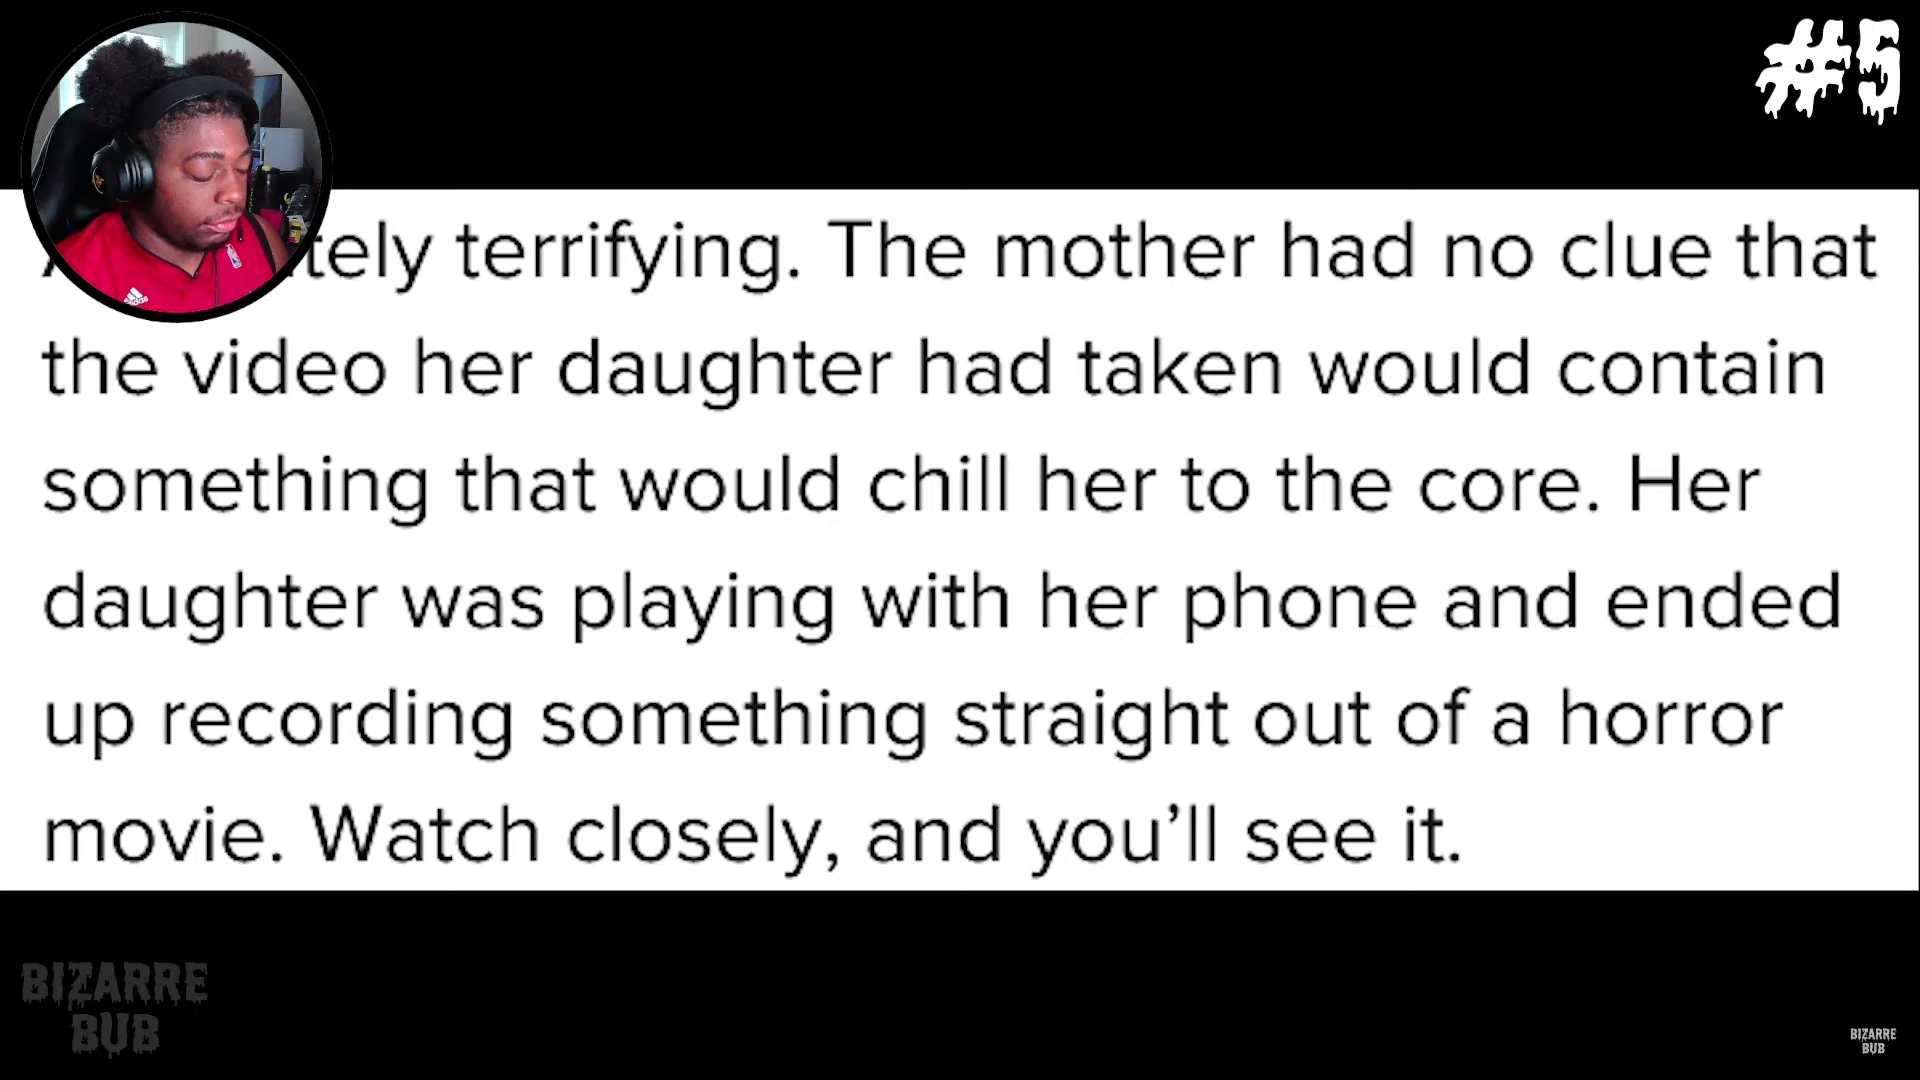 #5
terrifying. The mother had no clue that
the video her daughter had taken would contain
something that would chill her to the core. Her
daughter was playing with her phone and ended
up recording something straight out of a horror
movie. Watch closely, and you’ll see it.
BIZARRE
BUB
BIZARRE
BUB
adidas